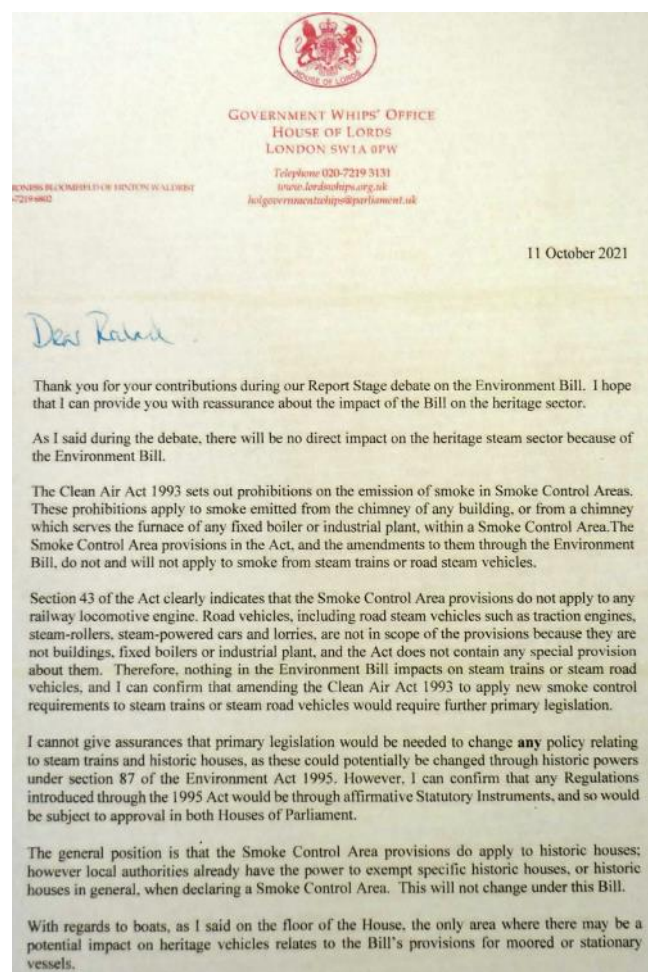 HOUSE OF LORDS
GOVERNMENT WHIPS' OFFICE
HOUSE OF LORDS
LONDON SW1A 0PW
Telephone 020-7219 3131
www.lordswhips.org.uk
holgovernmentwhips@parliament.uk
BLOOMFIELD OF HINTON WALDRIST
7219 6802
11 October 2021
Dear
Thank you for your contributions during our Report Stage debate on the Environment Bill. I hope
that I can provide you with reassurance about the impact of the Bill on the heritage sector.
As I said during the debate, there will be no direct impact on the heritage steam sector because of
the Environment Bill.
The Clean Air Act 1993 sets out prohibitions on the emission of smoke in Smoke Control Areas.
These prohibitions apply to smoke emitted from the chimney of any building, or from a chimney
which serves the furnace of any fixed boiler or industrial plant, within a Smoke Control Area.The
Smoke Control Area provisions in the Act, and the amendments to them through the Environment
Bill, do not and will not apply to smoke from steam trains or road steam vehicles.
Section 43 of the Act clearly indicates that the Smoke Control Area provisions do not apply to any
railway locomotive engine. Road vehicles, including road steam vehicles such as traction engines,
steam-rollers, steam-powered cars and lorries, are not in scope of the provisions because they are
not buildings, fixed boilers or industrial plant, and the Act does not contain any special provision
about them. Therefore, nothing in the Environment Bill impacts on steam trains or steam road
vehicles, and I can confirm that amending the Clean Air Act 1993 to apply new smoke control
requirements to steam trains or steam road vehicles would require further primary legislation.
I cannot give assurances that primary legislation would be needed to change any policy relating
to steam trains and historic houses, as these could potentially be changed through historic powers
under section 87 of the Environment Act 1995. However, I can confirm that any Regulations
introduced through the 1995 Act would be through affirmative Statutory Instruments, and so would
be subject to approval in both Houses of Parliament.
The general position is that the Smoke Control Area provisions do apply to historic houses;
however local authorities already have the power to exempt specific historic houses, or historic
houses in general, when declaring a Smoke Control Area. This will not change under this Bill.
With regards to boats, as I said on the floor of the House, the only area where there may be a
potential impact on heritage vehicles relates to the Bill's provisions for moored or stationary
vessels.